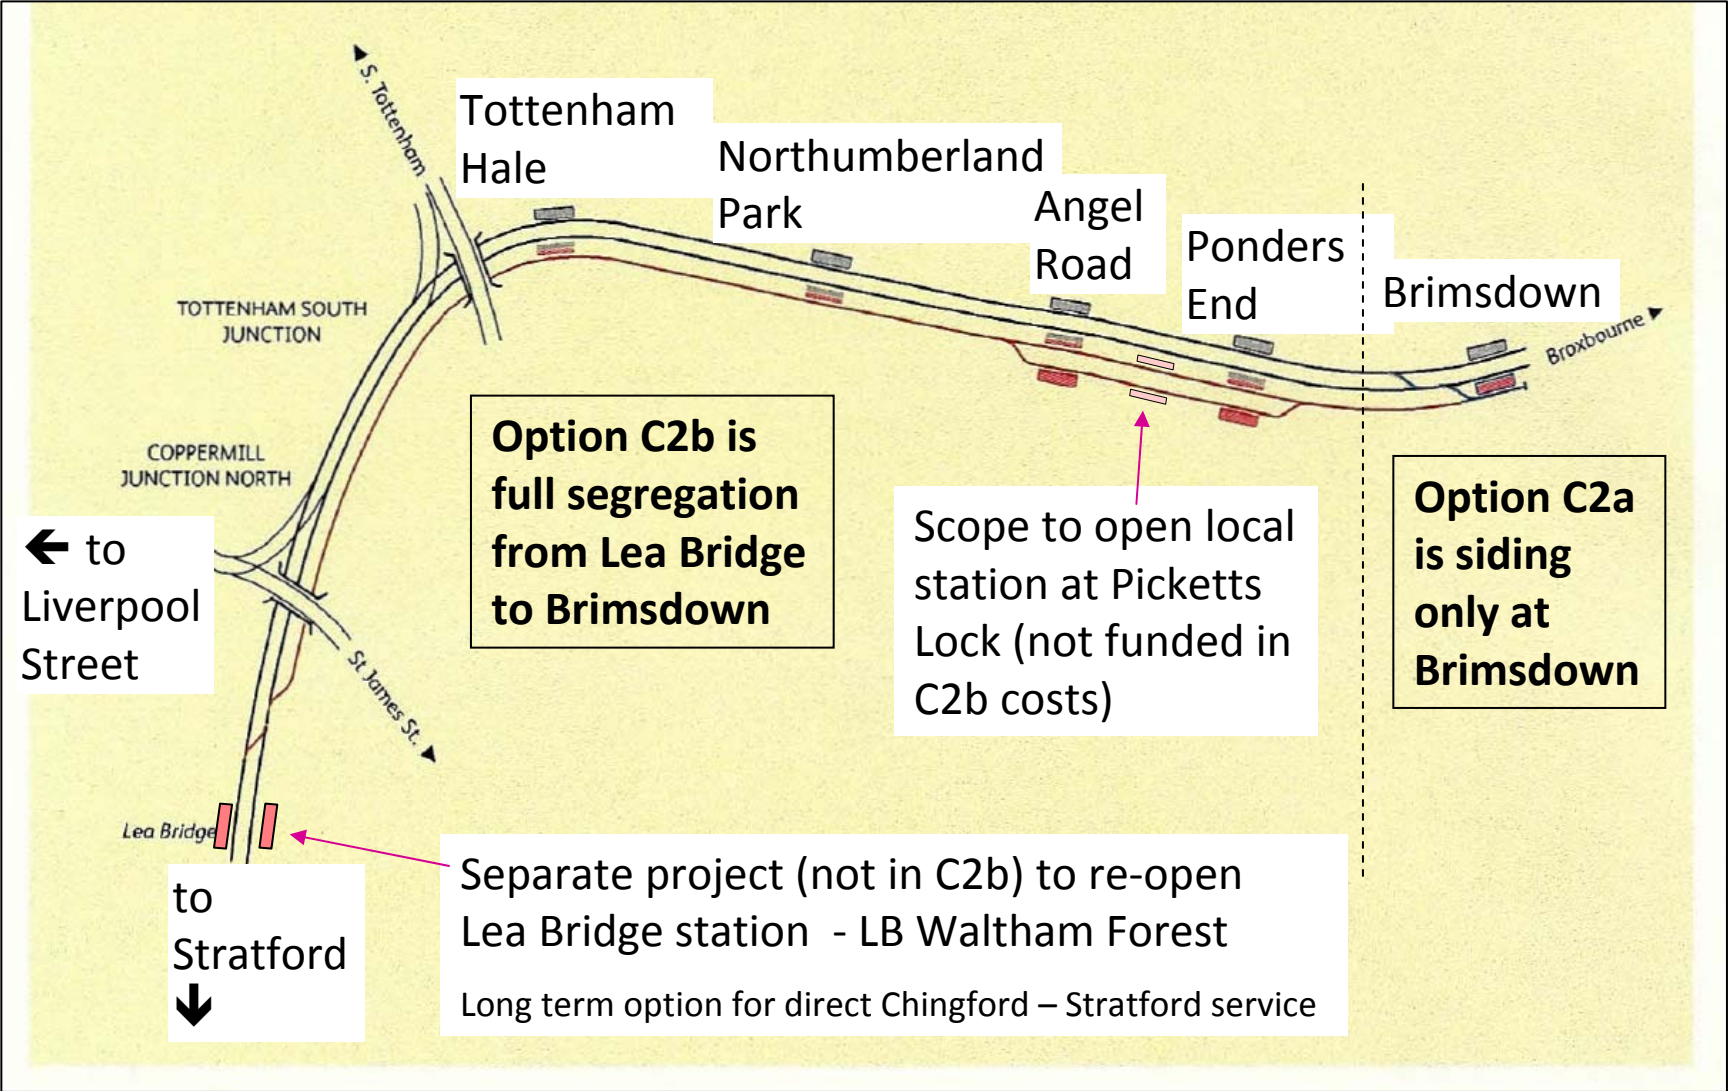 S. Tottenham
Tottenham
Hale
Northumberland
Park
Angel
Road
Ponders
End
Brimsdown
Broxbourne
TOTTENHAM SOUTH
JUNCTION
COPPERMILL
JUNCTION NORTH
Option C2b is
full segregation
from Lea Bridge
to Brimsdown
Scope to open local
station at Picketts
Lock (not funded in
C2b costs)
Option C2a
is siding
only at
Brimsdown
← to
Liverpool
Street
St James St.
Lea Bridge
to
Stratford
↓
Separate project (not in C2b) to re-open
Lea Bridge station - LB Waltham Forest
Long term option for direct Chingford – Stratford service